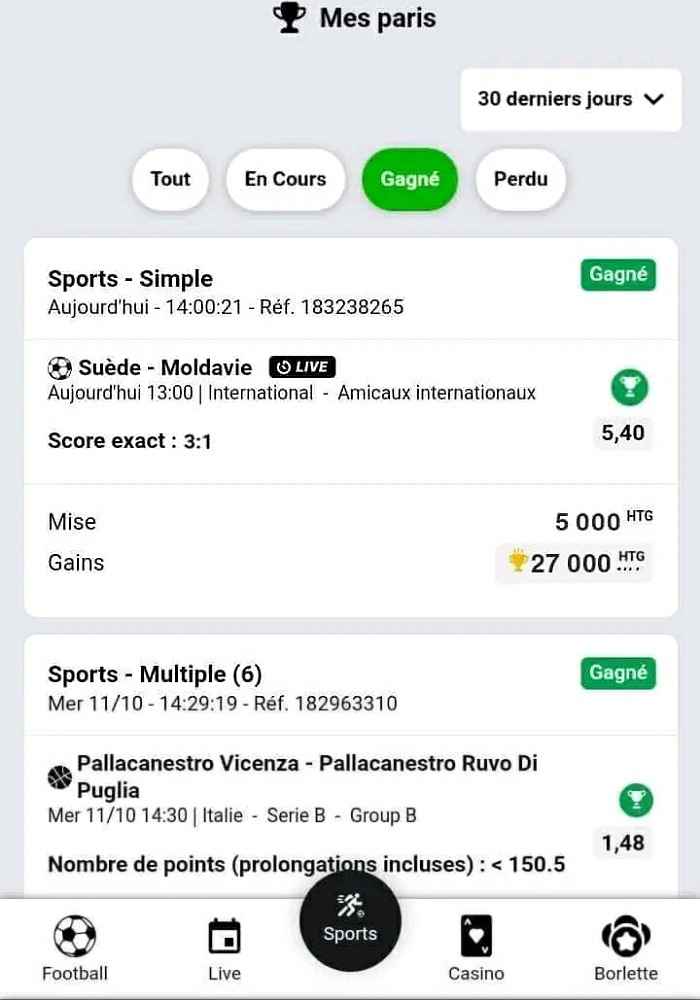 Mes paris
30 derniers jours
Tout En Cours Gagné Perdu
Sports - Simple Gagné
Aujourd'hui - 14:00:21 - Réf. 183238265
Suède - Moldavie LIVE
Aujourd'hui 13:00 | International - Amicaux internationaux
Score exact : 3:1 5,40
Mise 5 000 HTG
Gains 27 000 HTG
Sports - Multiple (6) Gagné
Mer 11/10 - 14:29:19 - Réf. 182963310
Pallacanestro Vicenza - Pallacanestro Ruvo Di
Puglia
Mer 11/10 14:30 | Italie - Serie B - Group B
1,48
Nombre de points (prolongations incluses) : < 150.5
Football Live Sports Casino Borlette